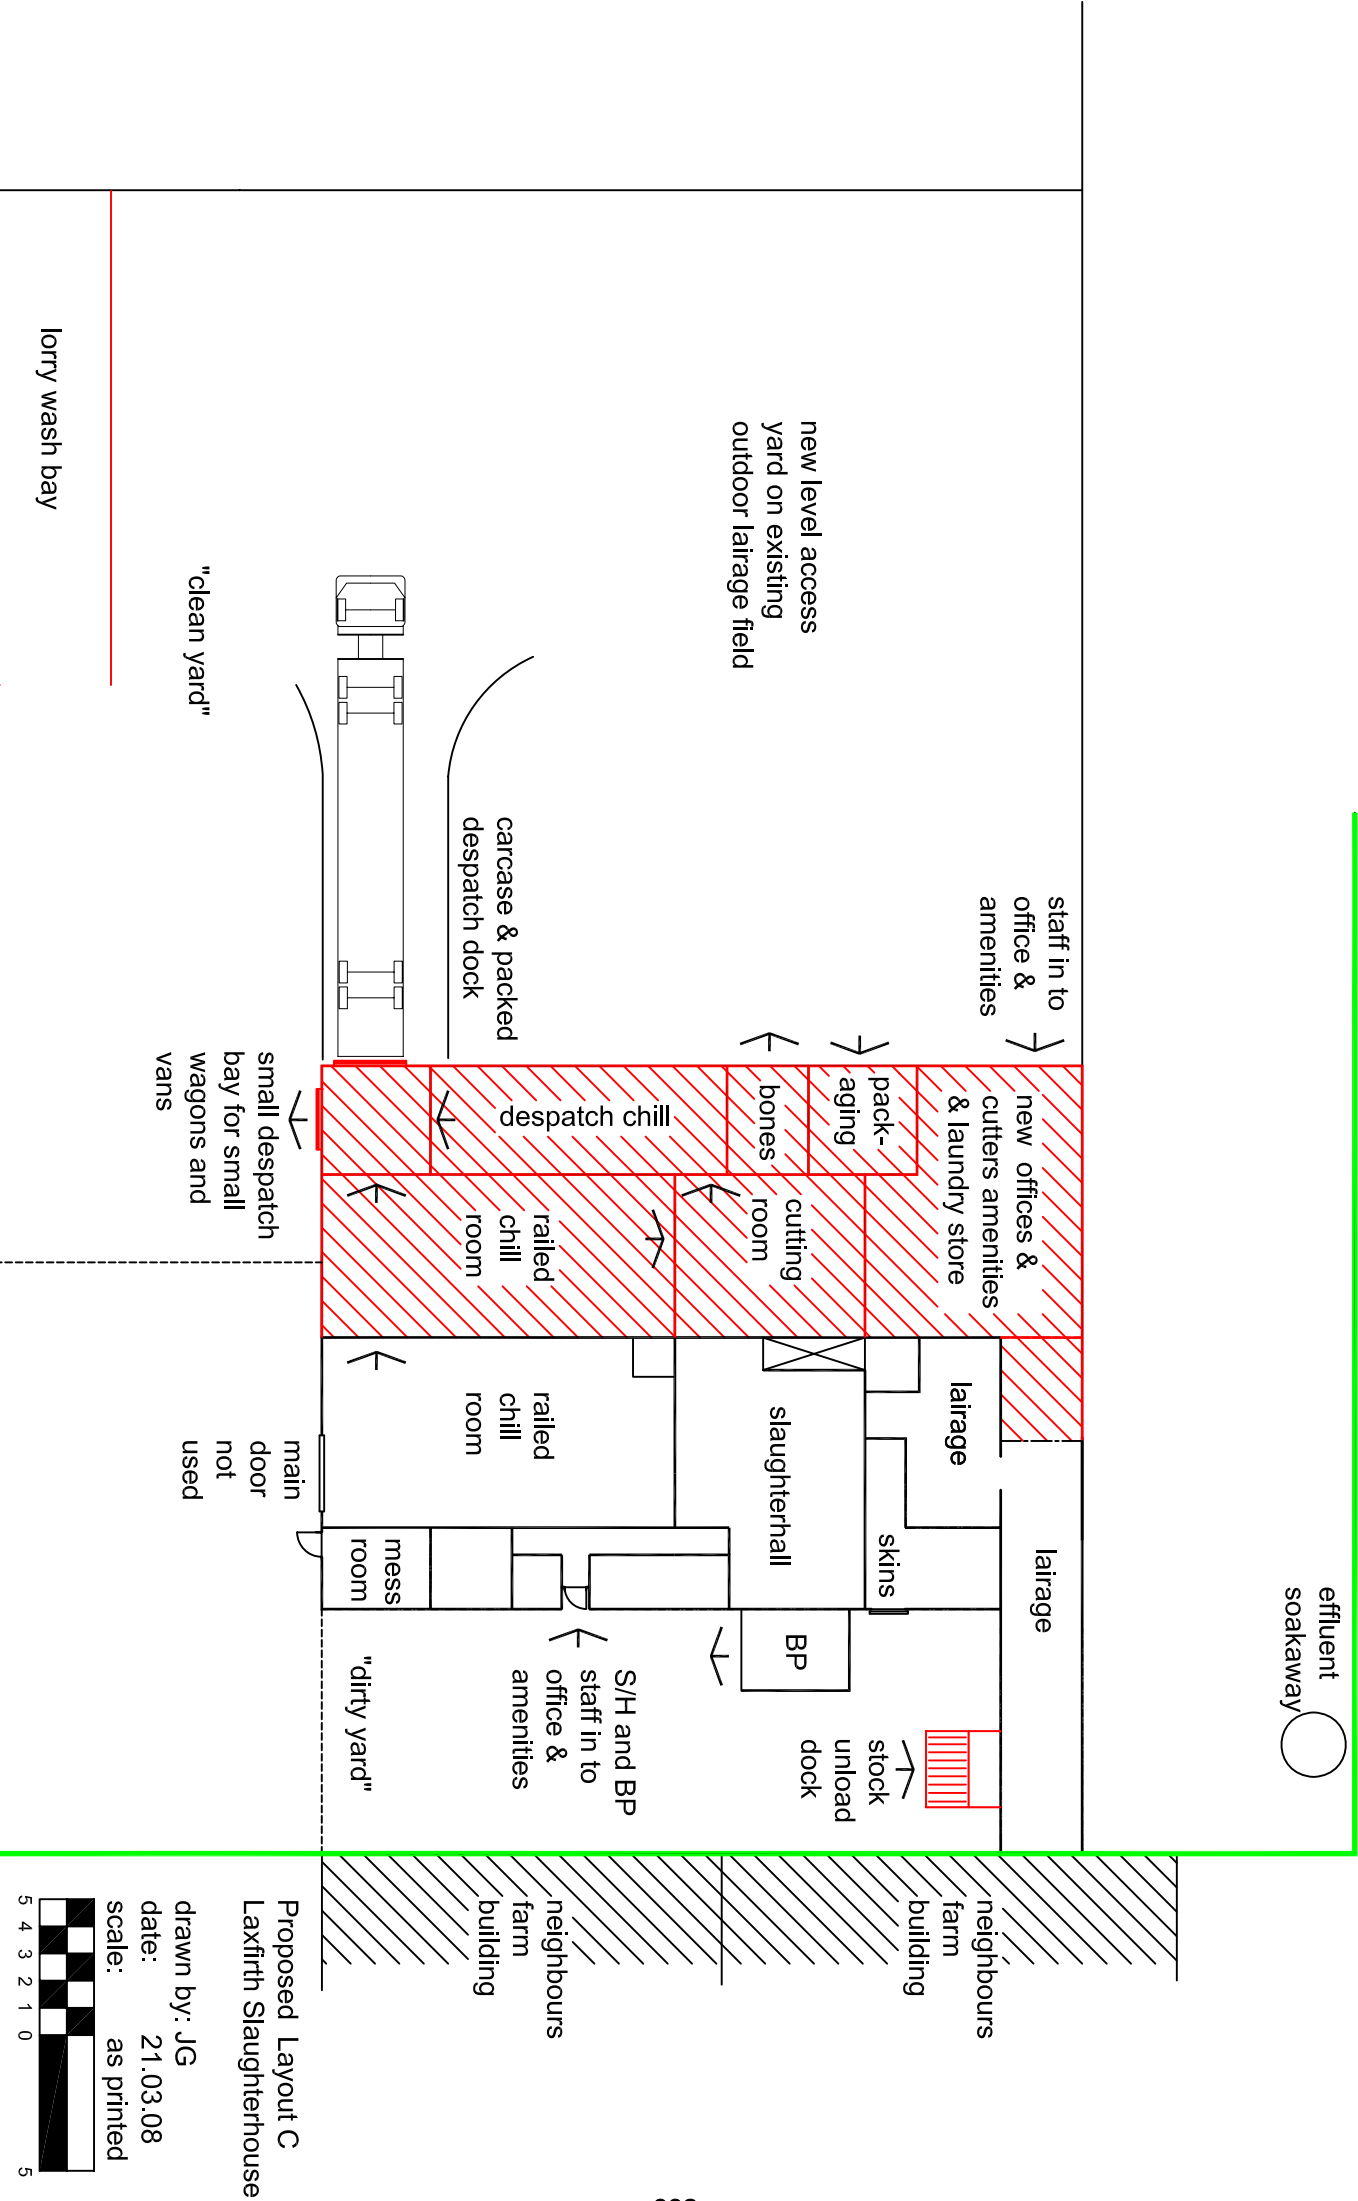 effluent
soakaway
staff in to
office &
amenities
new offices &
cutters amenities
& laundry store
lairage
lairage
pack-
aging
skins
stock
unload
dock
neighbours
farm
building
new level access
yard on existing
outdoor lairage field
bones
cutting
room
slaughterhall
BP
S/H and BP
staff in to
office &
amenities
carcase & packed
despatch dock
despatch chill
railed
chill
room
railed
chill
room
mess
room
"dirty yard"
neighbours
farm
building
"clean yard"
small despatch
bay for small
wagons and
vans
main
door
not
used
lorry wash bay
Proposed Layout C
Laxfirth Slaughterhouse
drawn by: JG
date: 21.03.08
scale: as printed
5 4 3 2 1 0 5